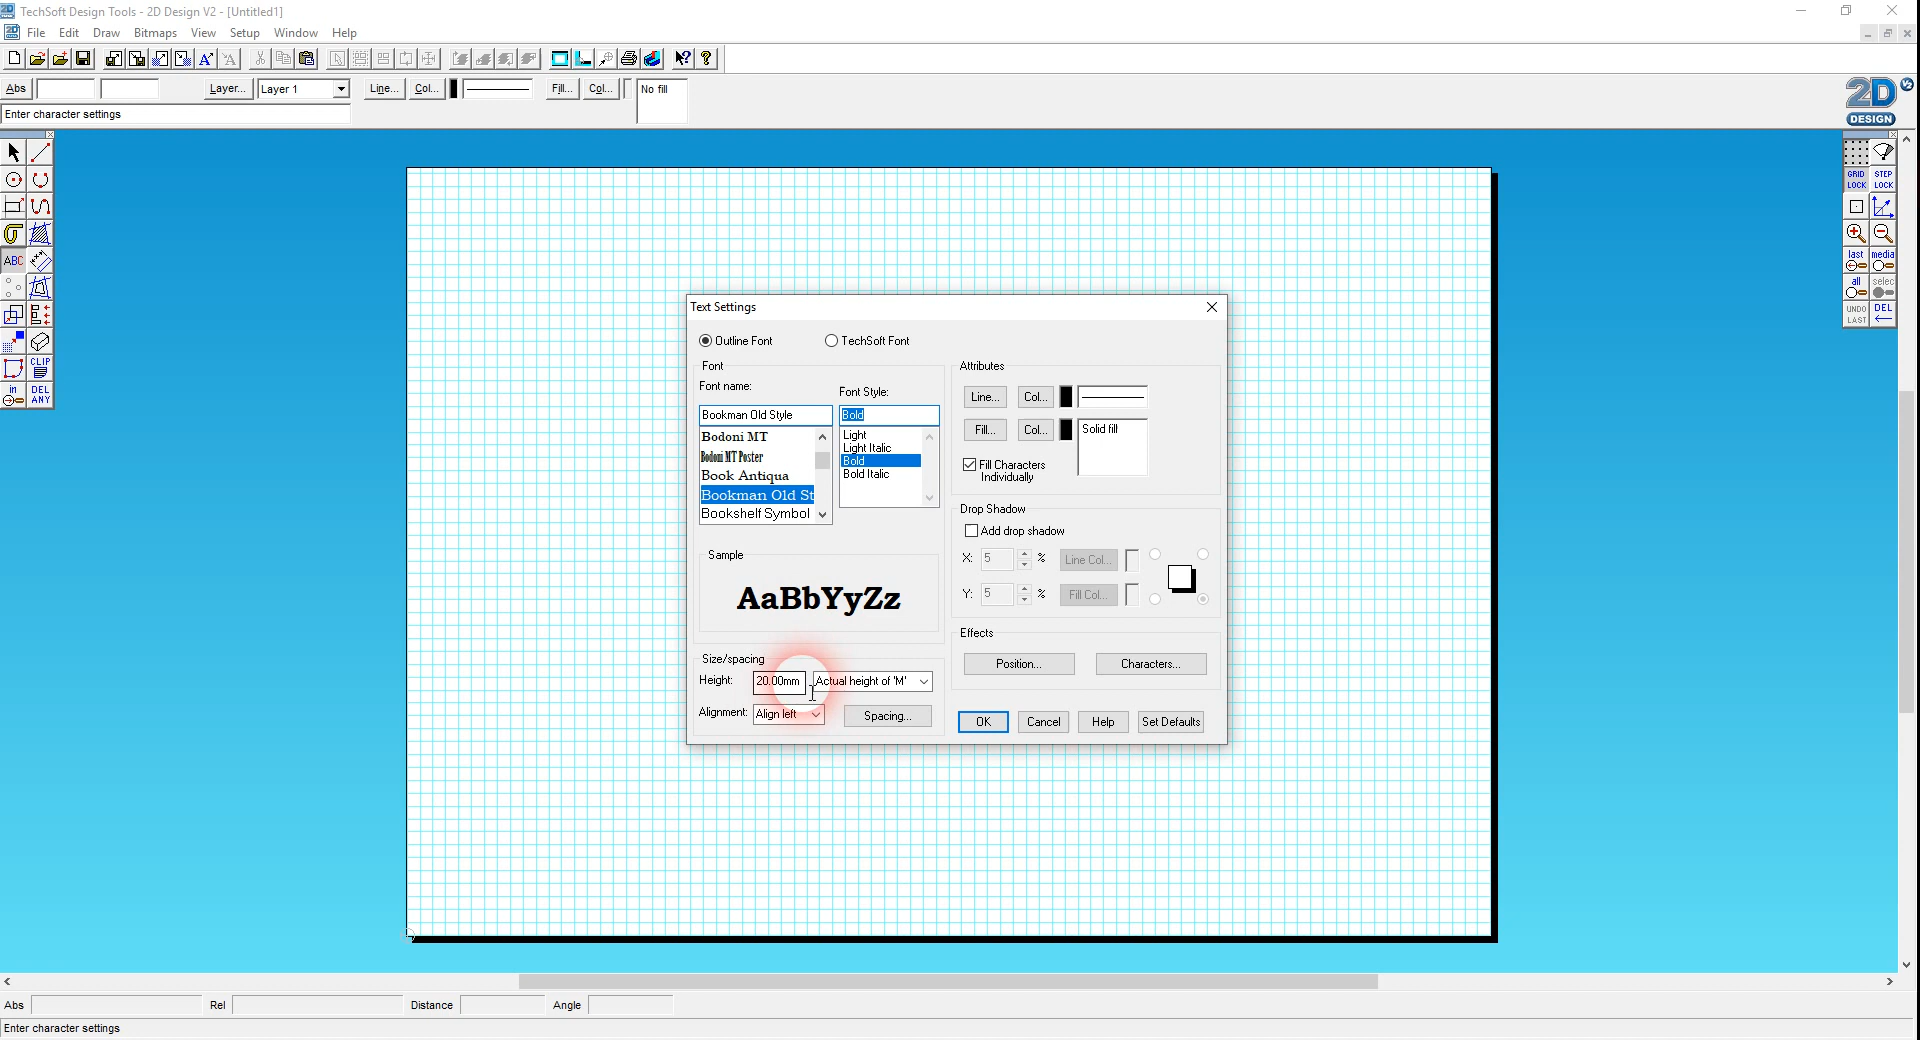 TechSoft Design Tools - 2D Design V2 - [Untitled1]
File Edit Draw Bitmaps View Setup Window Help
Abs Layer... Layer 1 Line... Col... Fill... Col... No fill
Enter character settings
2D V2
DESIGN
ABC
CLIP
in DEL
ANY
GRID LOCK STEP LOCK
last media
all selec
UNDO LAST DEL
Text Settings
Outline Font TechSoft Font
Font
Font name:
Font Style:
Bookman Old Style
Bold
Bodoni MT
Bodoni MT Poster
Book Antiqua
Bookman Old St
Bookshelf Symbol
Light
Light Italic
Bold
Bold Italic
Sample
AaBbYyZz
Size/spacing
Height: 20.00mm Actual height of 'M'
Alignment: Align left Spacing...
Attributes
Line... Col...
Fill... Col... Solid fill
Fill Characters
Individually
Drop Shadow
Add drop shadow
X: 5 % Line Col...
Y: 5 % Fill Col...
Effects
Position... Characters...
OK Cancel Help Set Defaults
Abs Rel Distance Angle
Enter character settings